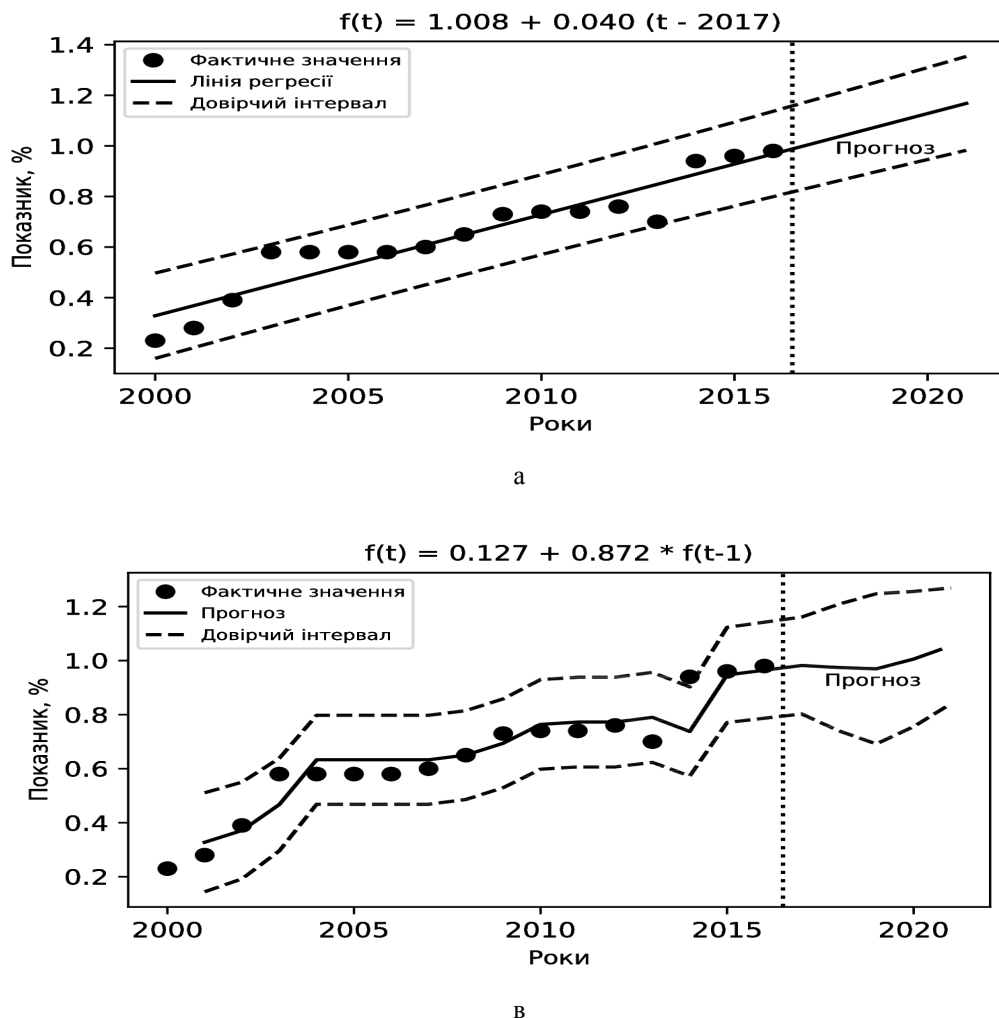 f(t) = 1.008 + 0.040 (t - 2017)
Фактичне значення
Лінія регресії
Довірчий інтервал
Прогноз
Показник, %
1.4
1.2
1.0
0.8
0.6
0.4
0.2
2000 2005 2010 2015 2020
Роки
а
f(t) = 0.127 + 0.872 * f(t-1)
Фактичне значення
Прогноз
Довірчий інтервал
Прогноз
Показник, %
1.2
1.0
0.8
0.6
0.4
0.2
2000 2005 2010 2015 2020
Роки
в